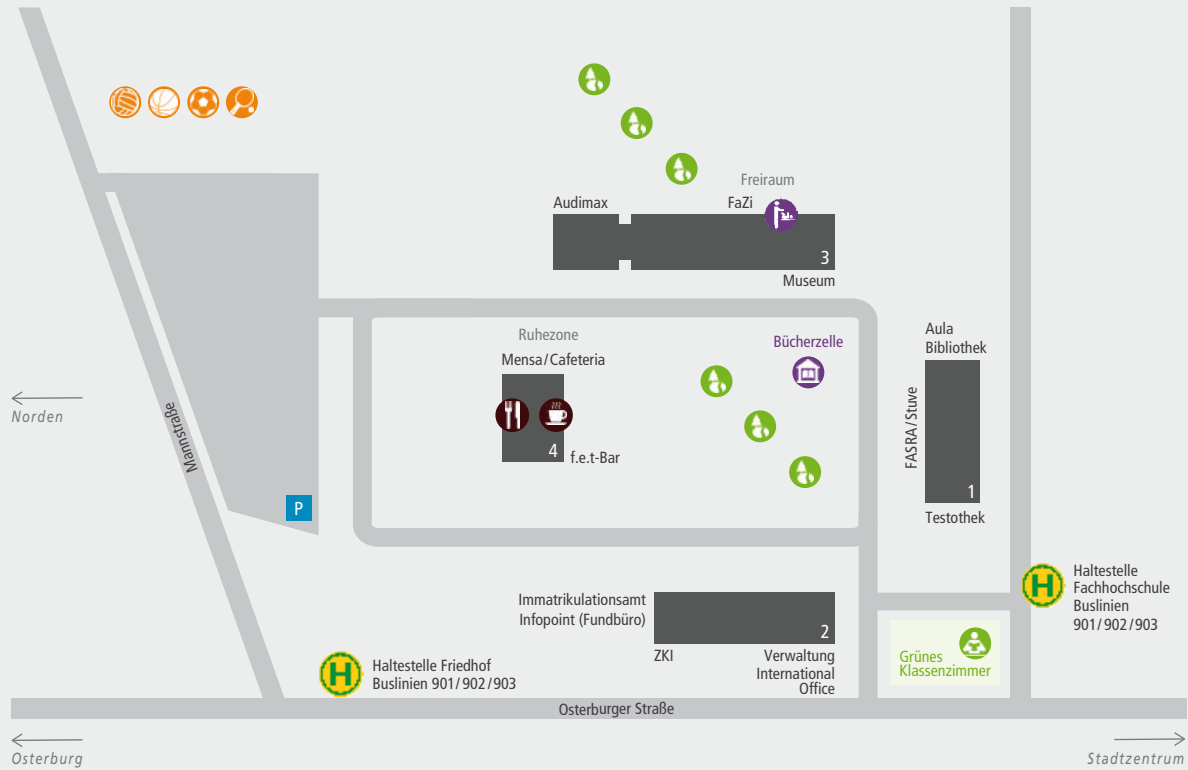 Freiraum
Audimax
FaZi
3
Museum
Ruhezone
Mensa/Cafeteria
4
f.e.t-Bar
Bücherzelle
Aula
Bibliothek
FASRA/Stuve
1
Testothek
Norden
Mannstraße
P
H
Haltestelle
Fachhochschule
Buslinien
901/902/903
Immatrikulationsamt
Infopoint (Fundbüro)
2
ZKI
Verwaltung
International
Office
Grünes
Klassenzimmer
H
Haltestelle Friedhof
Buslinien 901/902/903
Osterburger Straße
Osterburg
Stadtzentrum